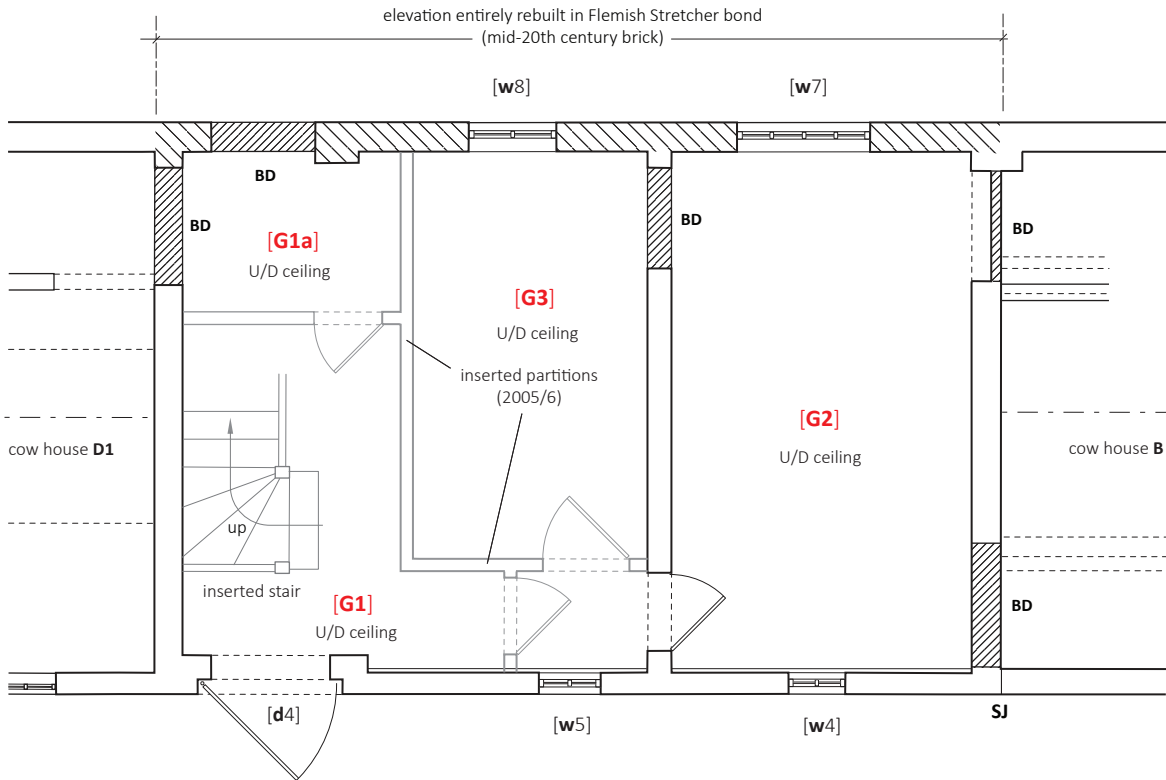 elevation entirely rebuilt in Flemish Stretcher bond
(mid-20th century brick)
[w8]
[w7]
BD
BD
BD
BD
[G1a]
U/D ceiling
[G3]
U/D ceiling
inserted partitions
(2005/6)
[G2]
U/D ceiling
cow house D1
cow house B
up
inserted stair
[G1]
U/D ceiling
BD
[d4]
[w5]
[w4]
SJ